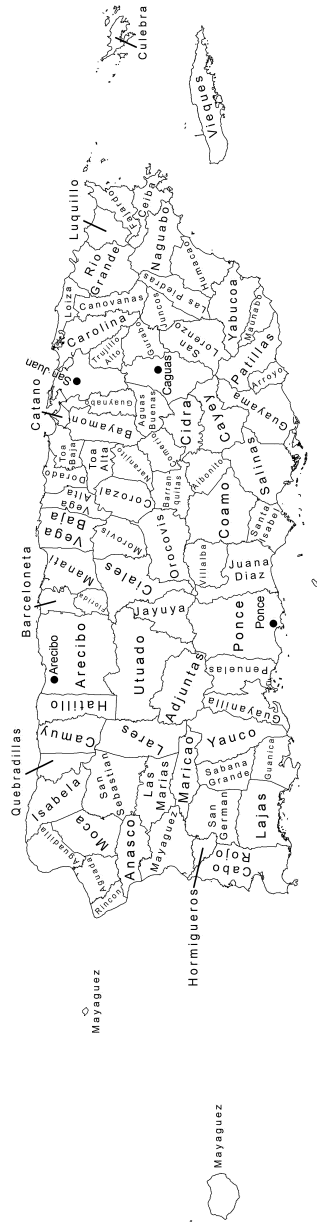 Culebra
Vieques
Luquillo
Fajardo
Ceiba
Rio
Grande
Naguabo
Loiza
Canovanas
Las Piedras
Humacao
Carolina
Juncos
Yabucoa
Maunabo
Trujillo
Alto
Gurabo
San
Lorenzo
Patillas
Catano
San Juan
Caguas
Arroyo
Guaynabo
Bayamon
Aguas
Buenas
Cidra
Cayey
Guayama
Toa
Baja
Toa
Alta
Naranjito
Comerio
Aibonito
Salinas
Dorado
Vega
Alta
Corozal
Barran-
quitas
Coamo
Santa
Isabel
Vega
Baja
Morovis
Orocovis
Villalba
Juana
Diaz
Barceloneta
Manati
Florida
Ciales
Jaynya
Arecibo
Arecibo
Utuado
Ponce
Ponce
Adjuntas
Penuelas
Hatillo
Guayanilla
Quebradillas
Camuy
Lares
Yauco
Isabela
San
Sebastian
Las
Marias
Maricao
Sabana
Grande
Guanica
Moca
Aguadilla
Anasco
Mayaguez
San
German
Lajas
Aguada
Rincon
Cabo
Rojo
Hormigueros
Mayaguez
Mayaguez